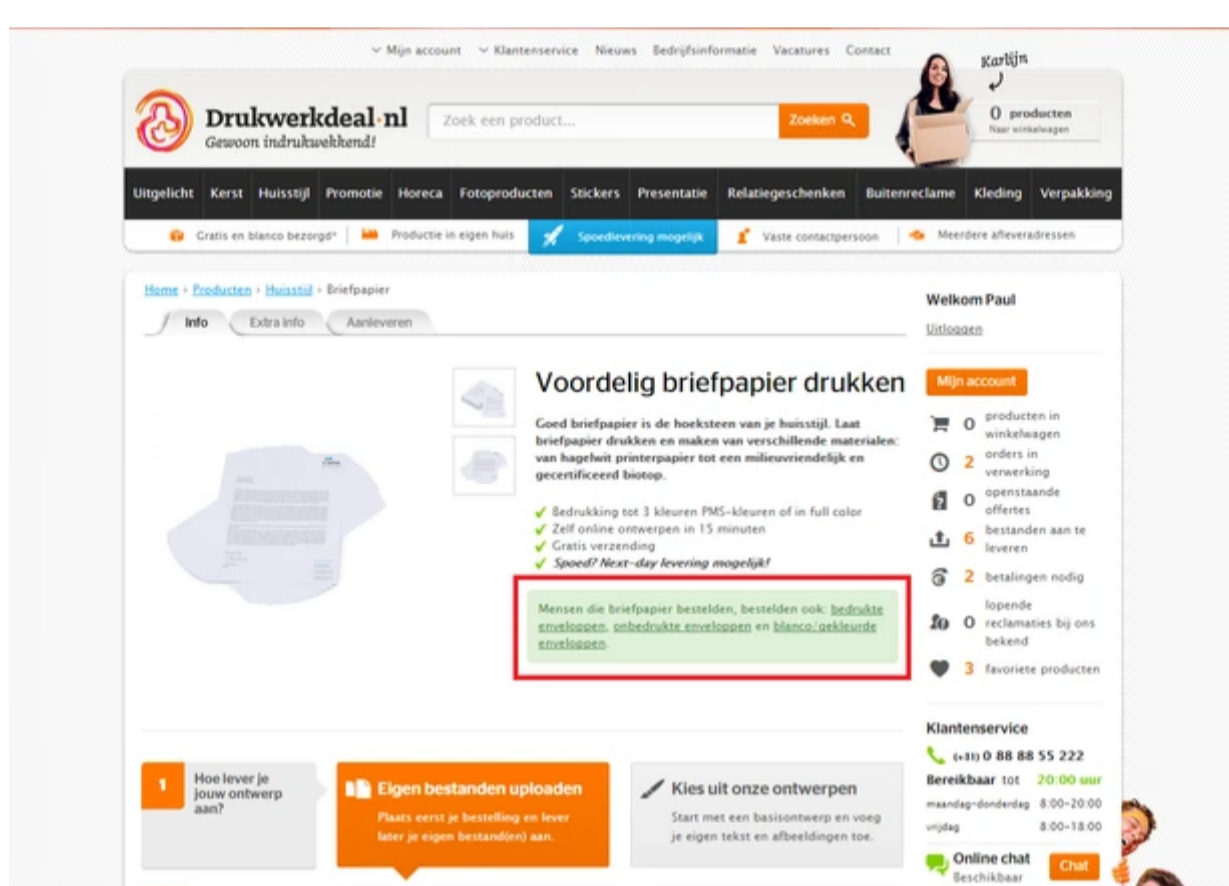 Mijn account Klantenservice Nieuws Bedrijfsinformatie Vacatures Contact
Karlijn
Drukwerkdeal.nl
Gewoon indrukwekkend!
Zoek een product...
Zoeken
0 producten
Naar winkelwagen
Uitgelicht Kerst Huisstijl Promotie Horeca Fotoproducten Stickers Presentatie Relatiegeschenken Buitenreclame Kleding Verpakking
Gratis en blanco bezorgd* Productie in eigen huis Spoedlevering mogelijk Vaste contactpersoon Meerdere afleveradressen
Home › Producten › Huisstijl › Briefpapier
Info Extra info Aanleveren
Voordelig briefpapier drukken
Goed briefpapier is de hoeksteen van je huisstijl. Laat
briefpapier drukken en maken van verschillende materialen:
van hagelwit printerpapier tot een milieuvriendelijk en
gecertificeerd biotop.
Bedrukking tot 3 kleuren PMS-kleuren of in full color
Zelf online ontwerpen in 15 minuten
Gratis verzending
Spoed? Next-day levering mogelijk!
Mensen die briefpapier bestelden, bestelden ook: bedrukte
enveloppen, onbedrukte enveloppen en blanco/gekleurde
enveloppen.
1
Hoe lever je
jouw ontwerp
aan?
Eigen bestanden uploaden
Plaats eerst je bestelling en lever
later je eigen bestand(en) aan.
Kies uit onze ontwerpen
Start met een basisontwerp en voeg
je eigen tekst en afbeeldingen toe.
Welkom Paul
Uitloggen
Mijn account
0 producten in
winkelwagen
2 orders in
verwerking
0 openstaande
offertes
6 bestanden aan te
leveren
2 betalingen nodig
0 lopende
reclamaties bij ons
bekend
3 favoriete producten
Klantenservice
(+31) 0 88 88 55 222
Bereikbaar tot 20:00 uur
maandag-donderdag 8:00-20:00
vrijdag 8:00-18:00
Online chat
Beschikbaar
Chat